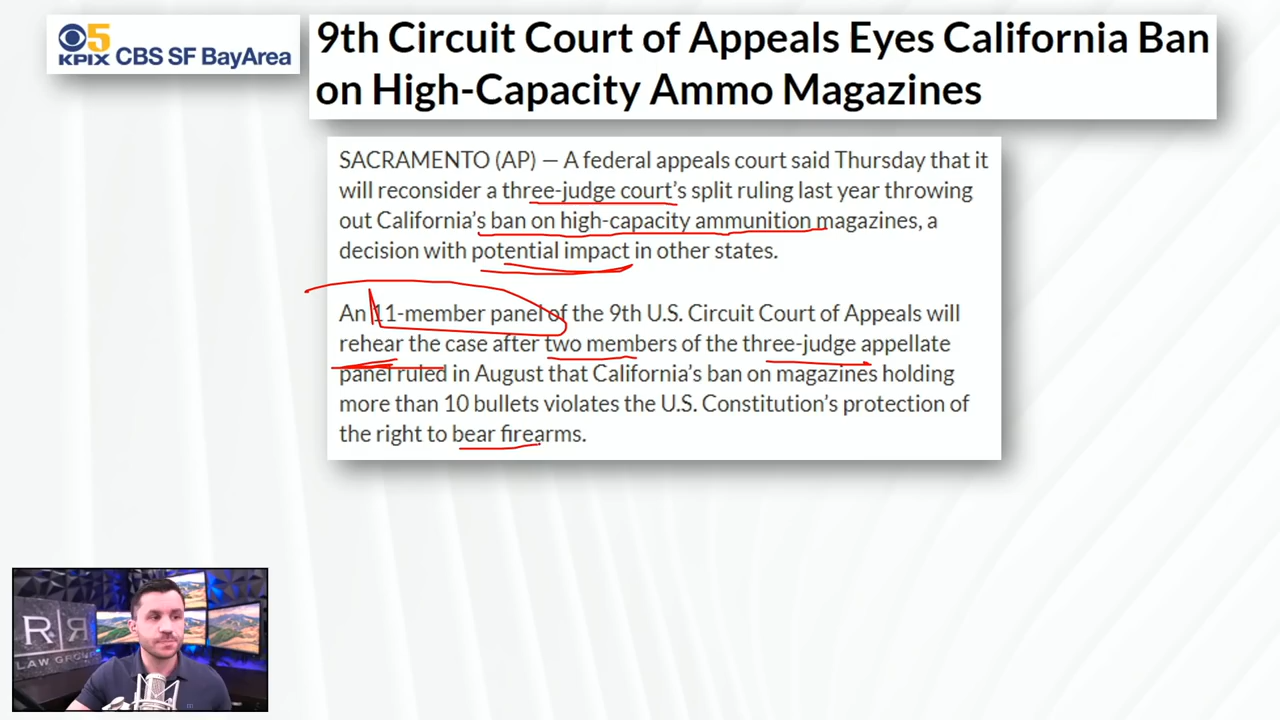 5
KPIX CBS SF BayArea
9th Circuit Court of Appeals Eyes California Ban
on High-Capacity Ammo Magazines
SACRAMENTO (AP) — A federal appeals court said Thursday that it
will reconsider a three-judge court’s split ruling last year throwing
out California’s ban on high-capacity ammunition magazines, a
decision with potential impact in other states.
An 11-member panel of the 9th U.S. Circuit Court of Appeals will
rehear the case after two members of the three-judge appellate
panel ruled in August that California’s ban on magazines holding
more than 10 bullets violates the U.S. Constitution’s protection of
the right to bear firearms.
R|R
LAW GROUP